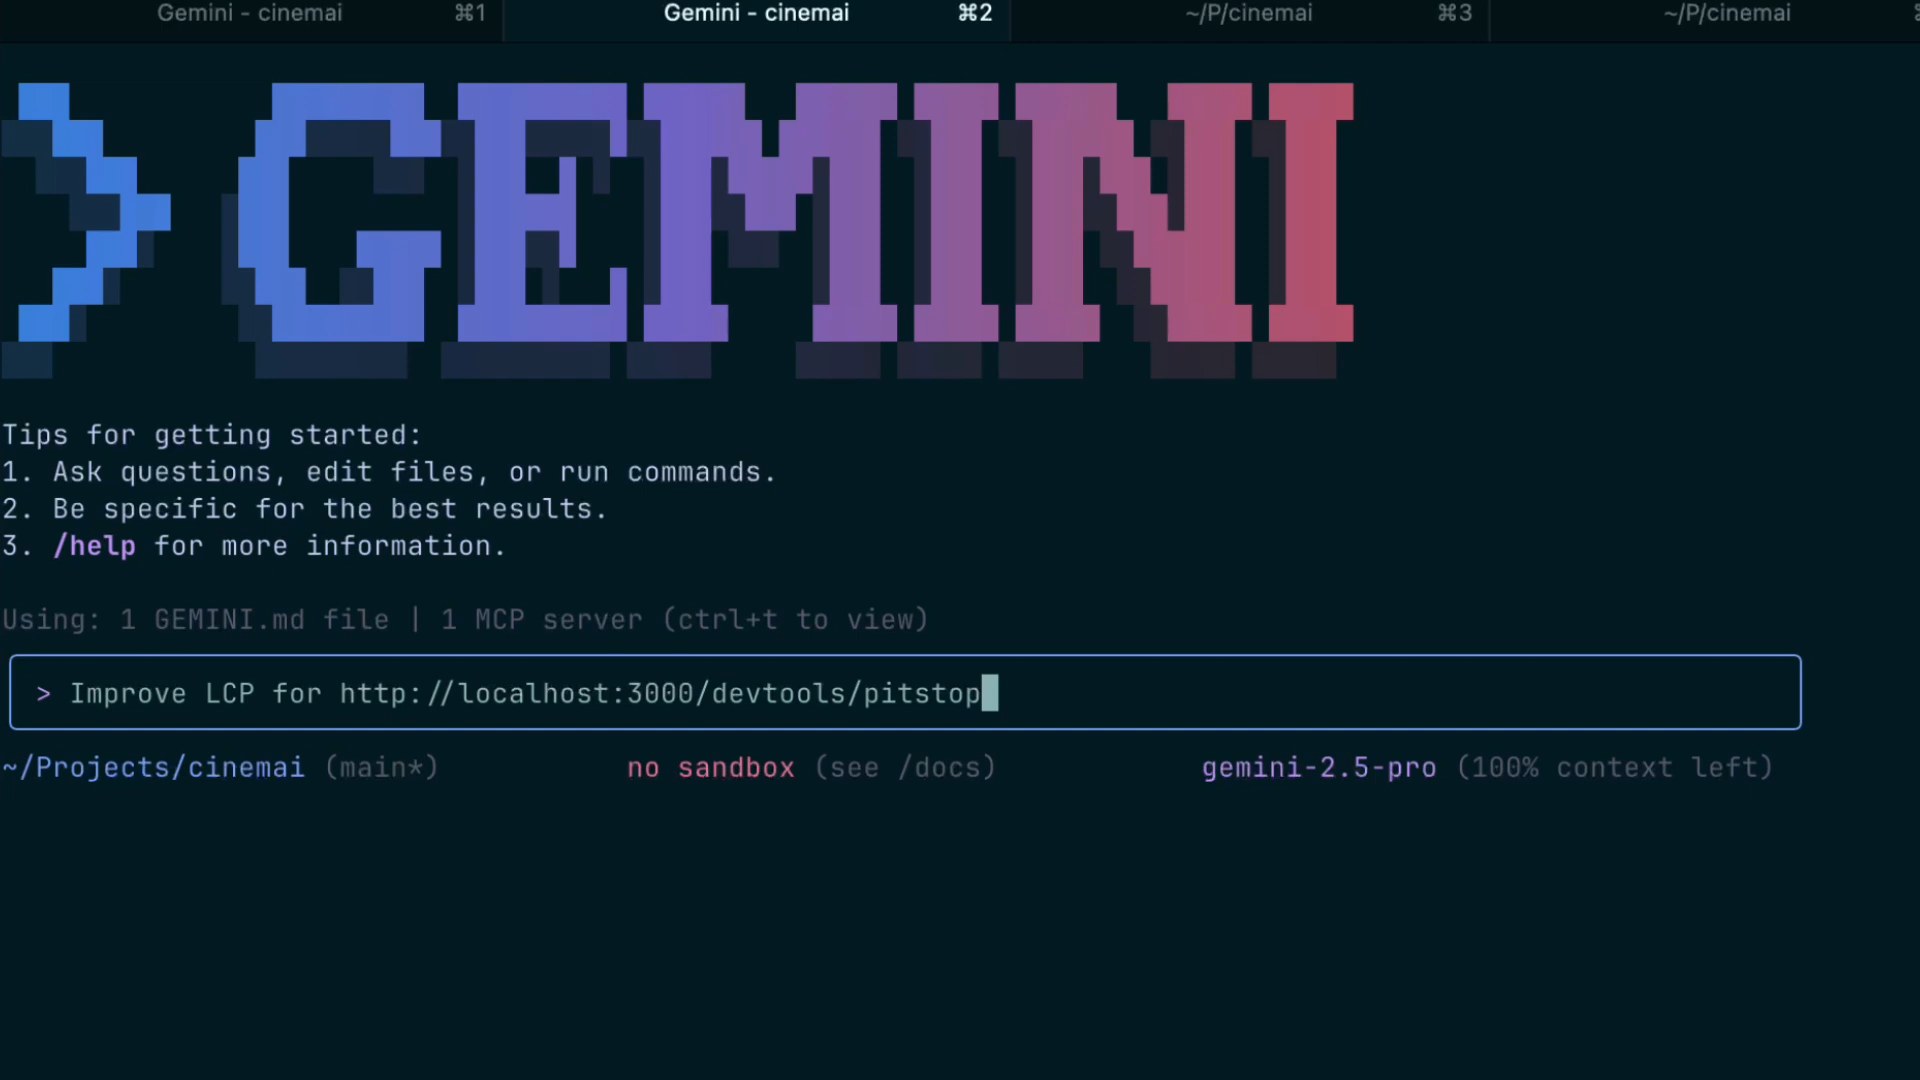 Gemini - cinemai ⌘1 Gemini - cinemai ⌘2 ~/P/cinemai ⌘3 ~/P/cinemai
> GEMINI
Tips for getting started:
1. Ask questions, edit files, or run commands.
2. Be specific for the best results.
3. /help for more information.
Using: 1 GEMINI.md file | 1 MCP server (ctrl+t to view)
> Improve LCP for http://localhost:3000/devtools/pitstop
~/Projects/cinemai (main*) no sandbox (see /docs) gemini-2.5-pro (100% context left)